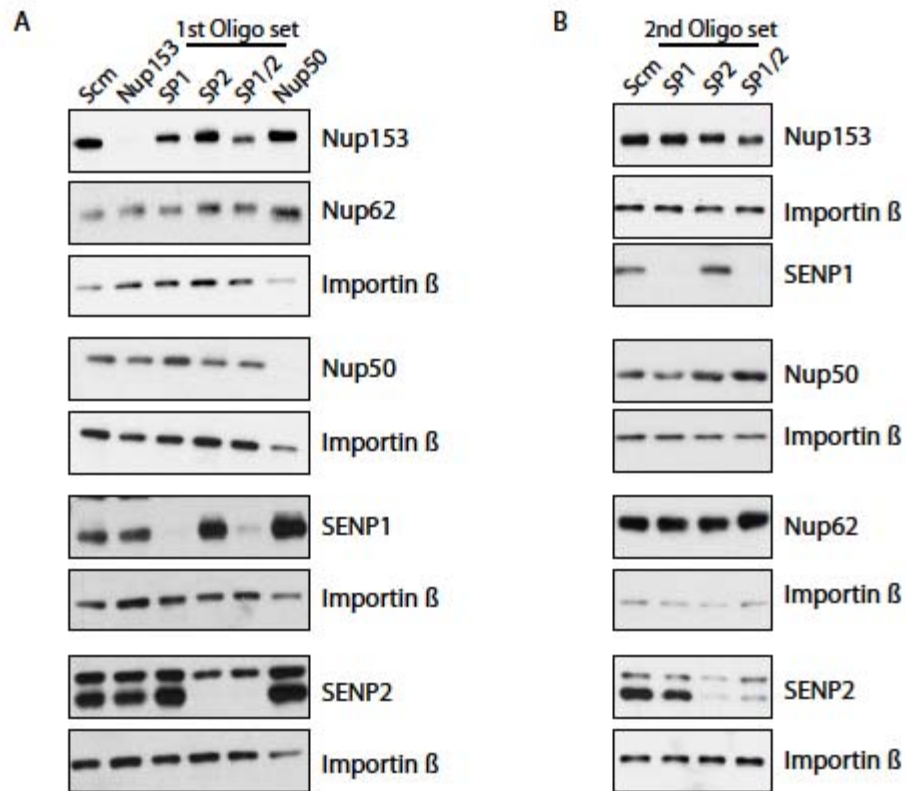 A
1st Oligo set
Scm
Nup153
SP1
SP2
SP1/2
Nup50
Nup153
Nup62
Importin ß
Nup50
Importin ß
SENP1
Importin ß
SENP2
Importin ß
B
2nd Oligo set
Scm
SP1
SP2
SP1/2
Nup153
Importin ß
SENP1
Nup50
Importin ß
Nup62
Importin ß
SENP2
Importin ß